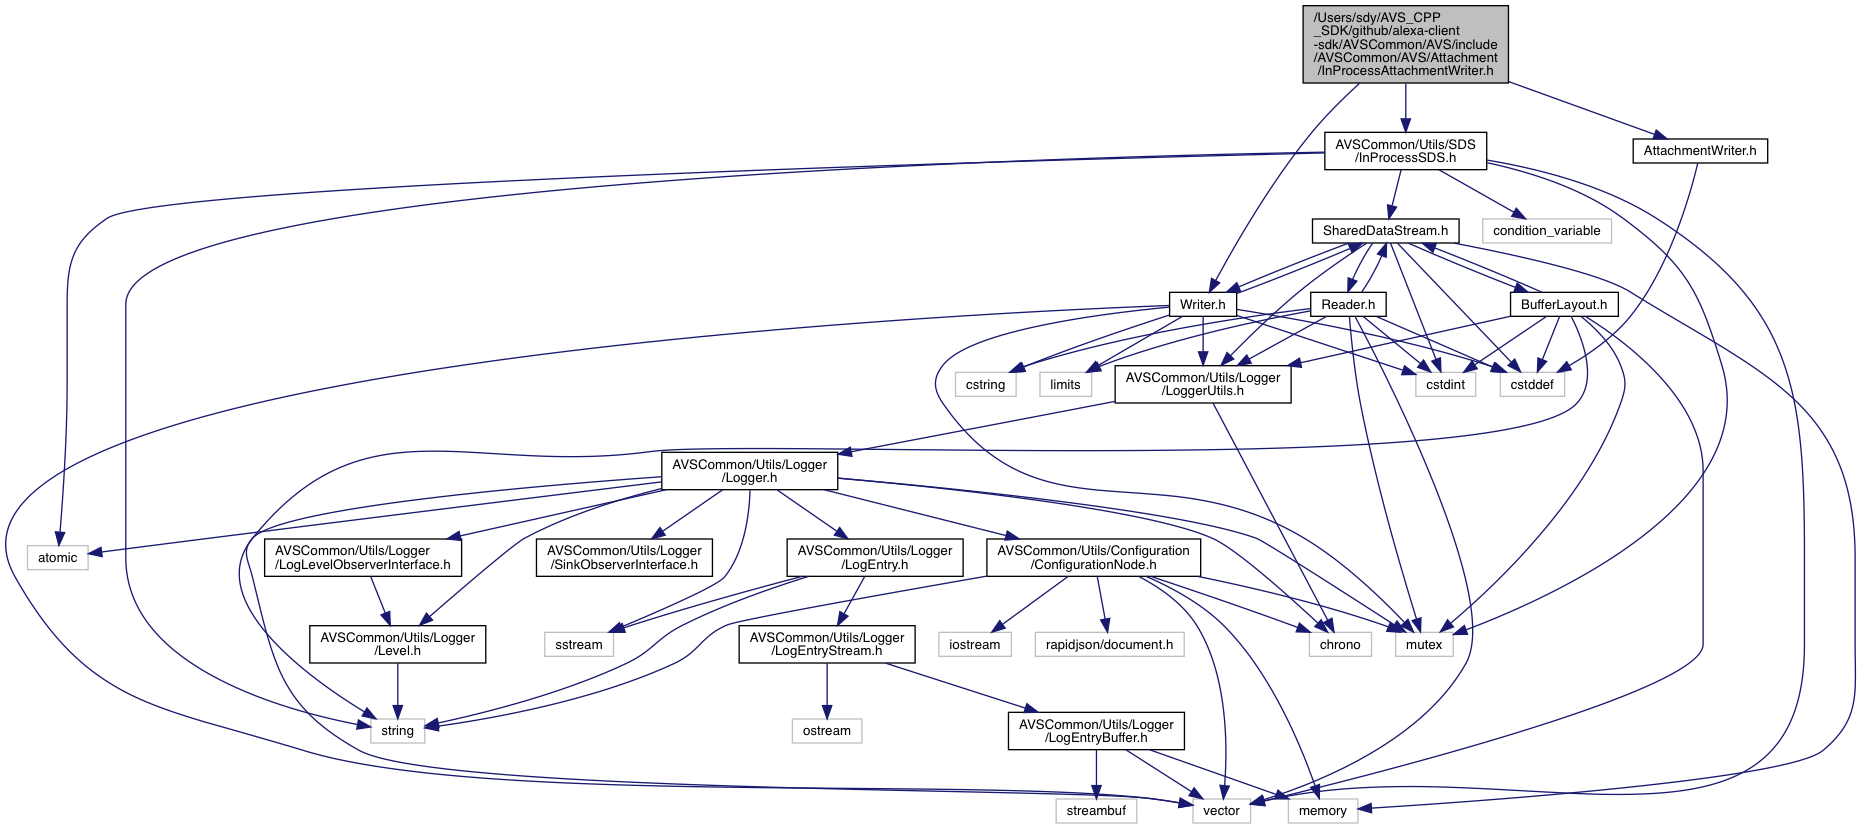 /Users/sdy/AVS_CPP
_SDK/github/alexa-client
-sdk/AVSCommon/AVS/include
/AVSCommon/AVS/Attachment
/InProcessAttachmentWriter.h
AVSCommon/Utils/SDS
/InProcessSDS.h
AttachmentWriter.h
SharedDataStream.h
condition_variable
Writer.h
Reader.h
BufferLayout.h
cstring
limits
AVSCommon/Utils/Logger
/LoggerUtils.h
cstdint
cstddef
AVSCommon/Utils/Logger
/Logger.h
atomic
AVSCommon/Utils/Logger
/LogLevelObserverInterface.h
AVSCommon/Utils/Logger
/SinkObserverInterface.h
AVSCommon/Utils/Logger
/LogEntry.h
AVSCommon/Utils/Configuration
/ConfigurationNode.h
AVSCommon/Utils/Logger
/Level.h
sstream
AVSCommon/Utils/Logger
/LogEntryStream.h
iostream
rapidjson/document.h
chrono
mutex
string
ostream
AVSCommon/Utils/Logger
/LogEntryBuffer.h
streambuf
vector
memory